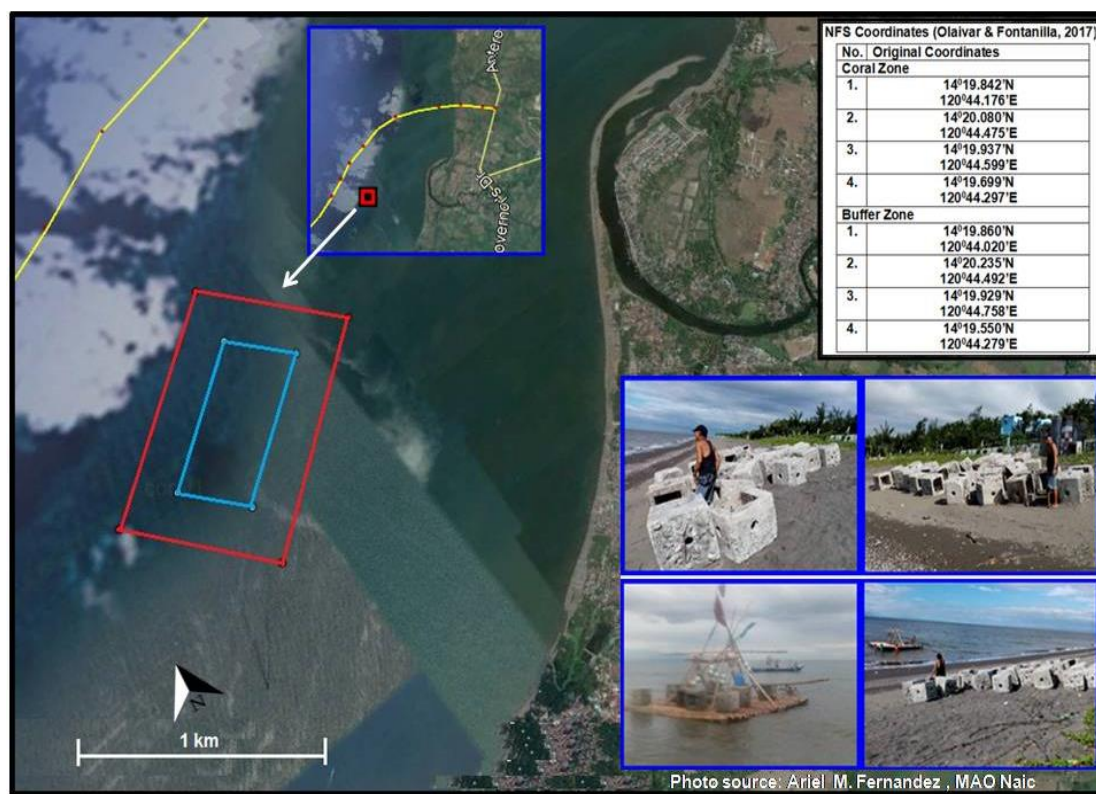 NFS Coordinates (Olaivar & Fontanilla, 2017)
No. Original Coordinates
Coral Zone
1. 14⁰19.842'N
120⁰44.176'E
2. 14⁰20.080'N
120⁰44.475'E
3. 14⁰19.937'N
120⁰44.599'E
4. 14⁰19.699'N
120⁰44.297'E
Buffer Zone
1. 14⁰19.860'N
120⁰44.020'E
2. 14⁰20.235'N
120⁰44.492'E
3. 14⁰19.929'N
120⁰44.758'E
4. 14⁰19.550'N
120⁰44.279'E
Antero
overnor's Dr
N
1 km
Photo source: Ariel M. Fernandez , MAO Naic